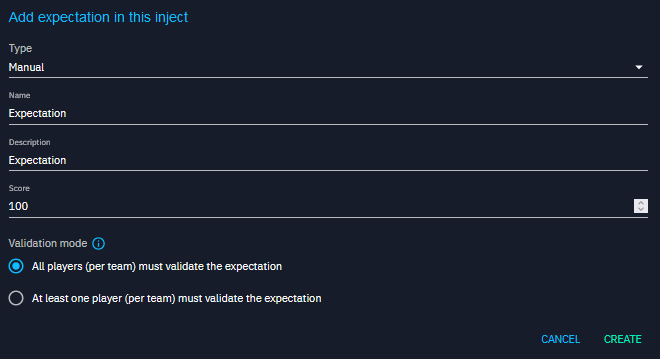 Add expectation in this inject
Type
Manual
Name
Expectation
Description
Expectation
Score
100
Validation mode
All players (per team) must validate the expectation
At least one player (per team) must validate the expectation
CANCEL CREATE